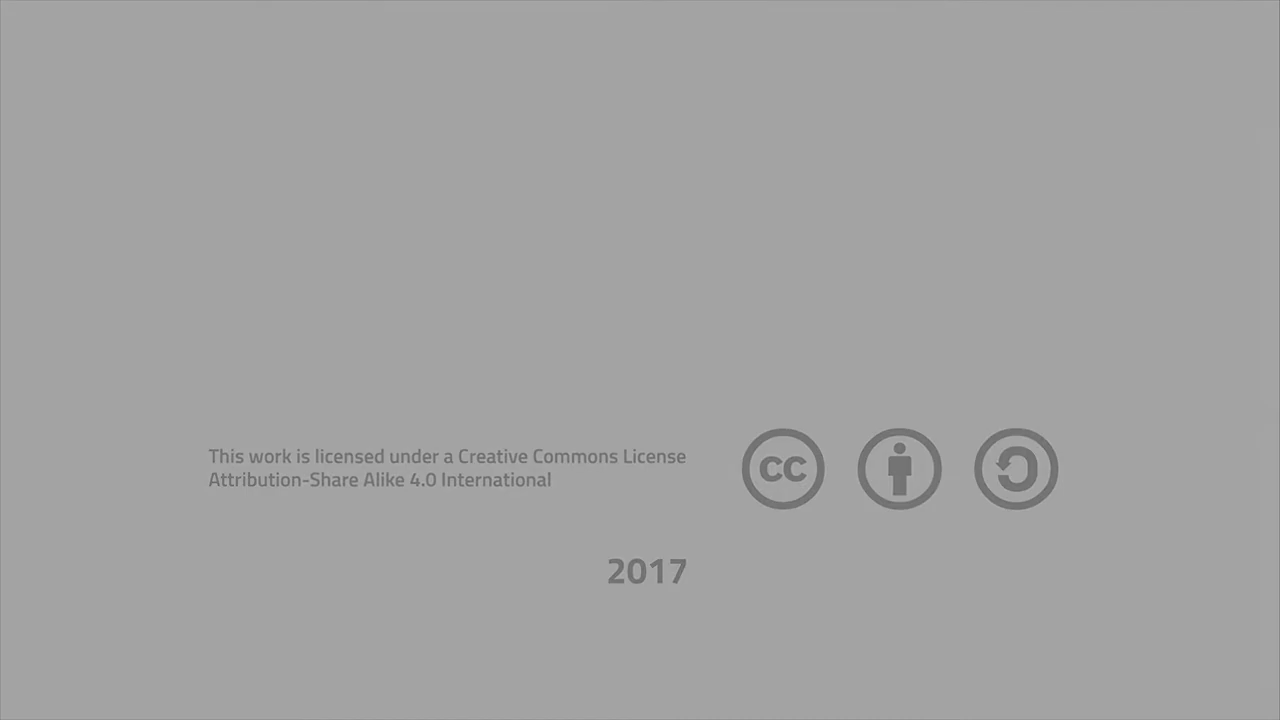 This work is licensed under a Creative Commons License
Attribution-Share Alike 4.0 International
cc
2017